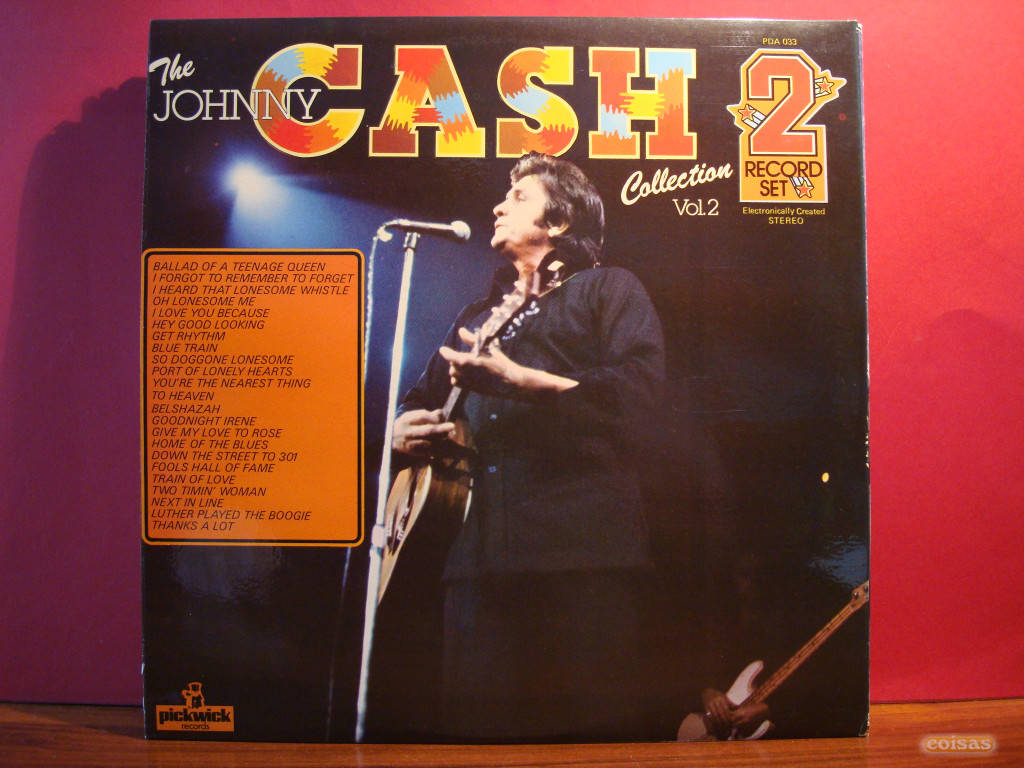 The
JOHNNY
CASH
Collection
Vol.2
PDA 033
2
RECORD
SET
Electronically Created
STEREO
BALLAD OF A TEENAGE QUEEN
I FORGOT TO REMEMBER TO FORGET
I HEARD THAT LONESOME WHISTLE
OH LONESOME ME
I LOVE YOU BECAUSE
HEY GOOD LOOKING
GET RHYTHM
BLUE TRAIN
SO DOGGONE LONESOME
PORT OF LONELY HEARTS
YOU'RE THE NEAREST THING
TO HEAVEN
BELSHAZAH
GOODNIGHT IRENE
GIVE MY LOVE TO ROSE
HOME OF THE BLUES
DOWN THE STREET TO 301
FOOLS HALL OF FAME
TRAIN OF LOVE
TWO TIMIN' WOMAN
NEXT IN LINE
LUTHER PLAYED THE BOOGIE
THANKS A LOT
pickwick
records
coisas